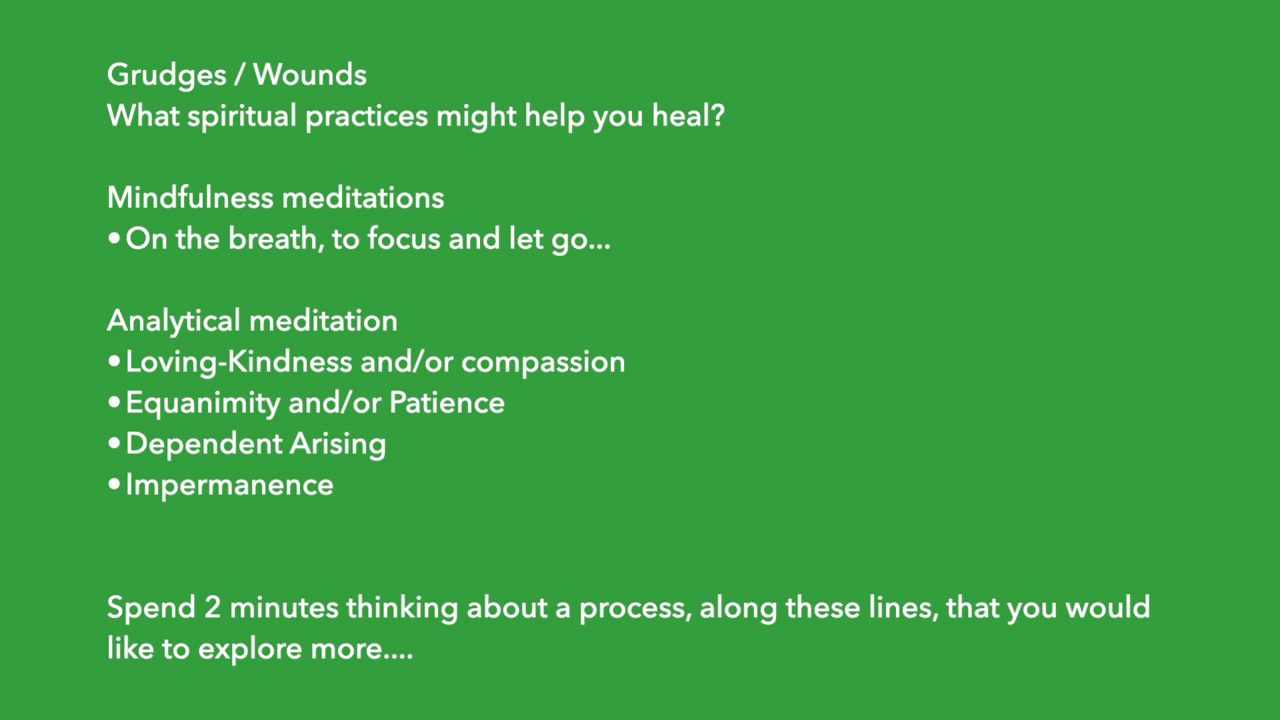 Grudges / Wounds
What spiritual practices might help you heal?
Mindfulness meditations
•On the breath, to focus and let go...
Analytical meditation
•Loving-Kindness and/or compassion
•Equanimity and/or Patience
•Dependent Arising
•Impermanence
Spend 2 minutes thinking about a process, along these lines, that you would
like to explore more....